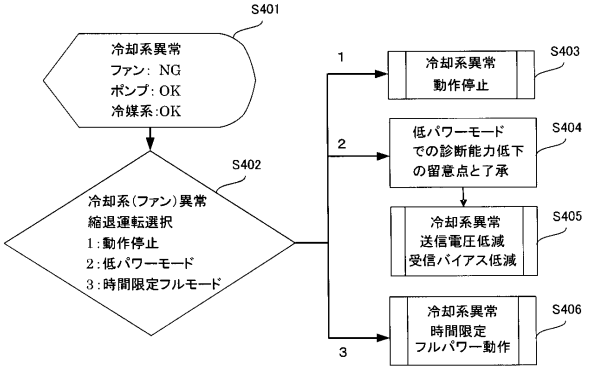 S401
冷却系異常
ファン: NG
ポンプ: OK
冷媒系:OK
S402
冷却系(ファン)異常
縮退運転選択
1:動作停止
2:低パワーモード
3:時間限定フルモード
1
S403
冷却系異常
動作停止
2
S404
低パワーモード
での診断能力低下
の留意点と了承
S405
冷却系異常
送信電圧低減
受信バイアス低減
3
S406
冷却系異常
時間限定
フルパワー動作